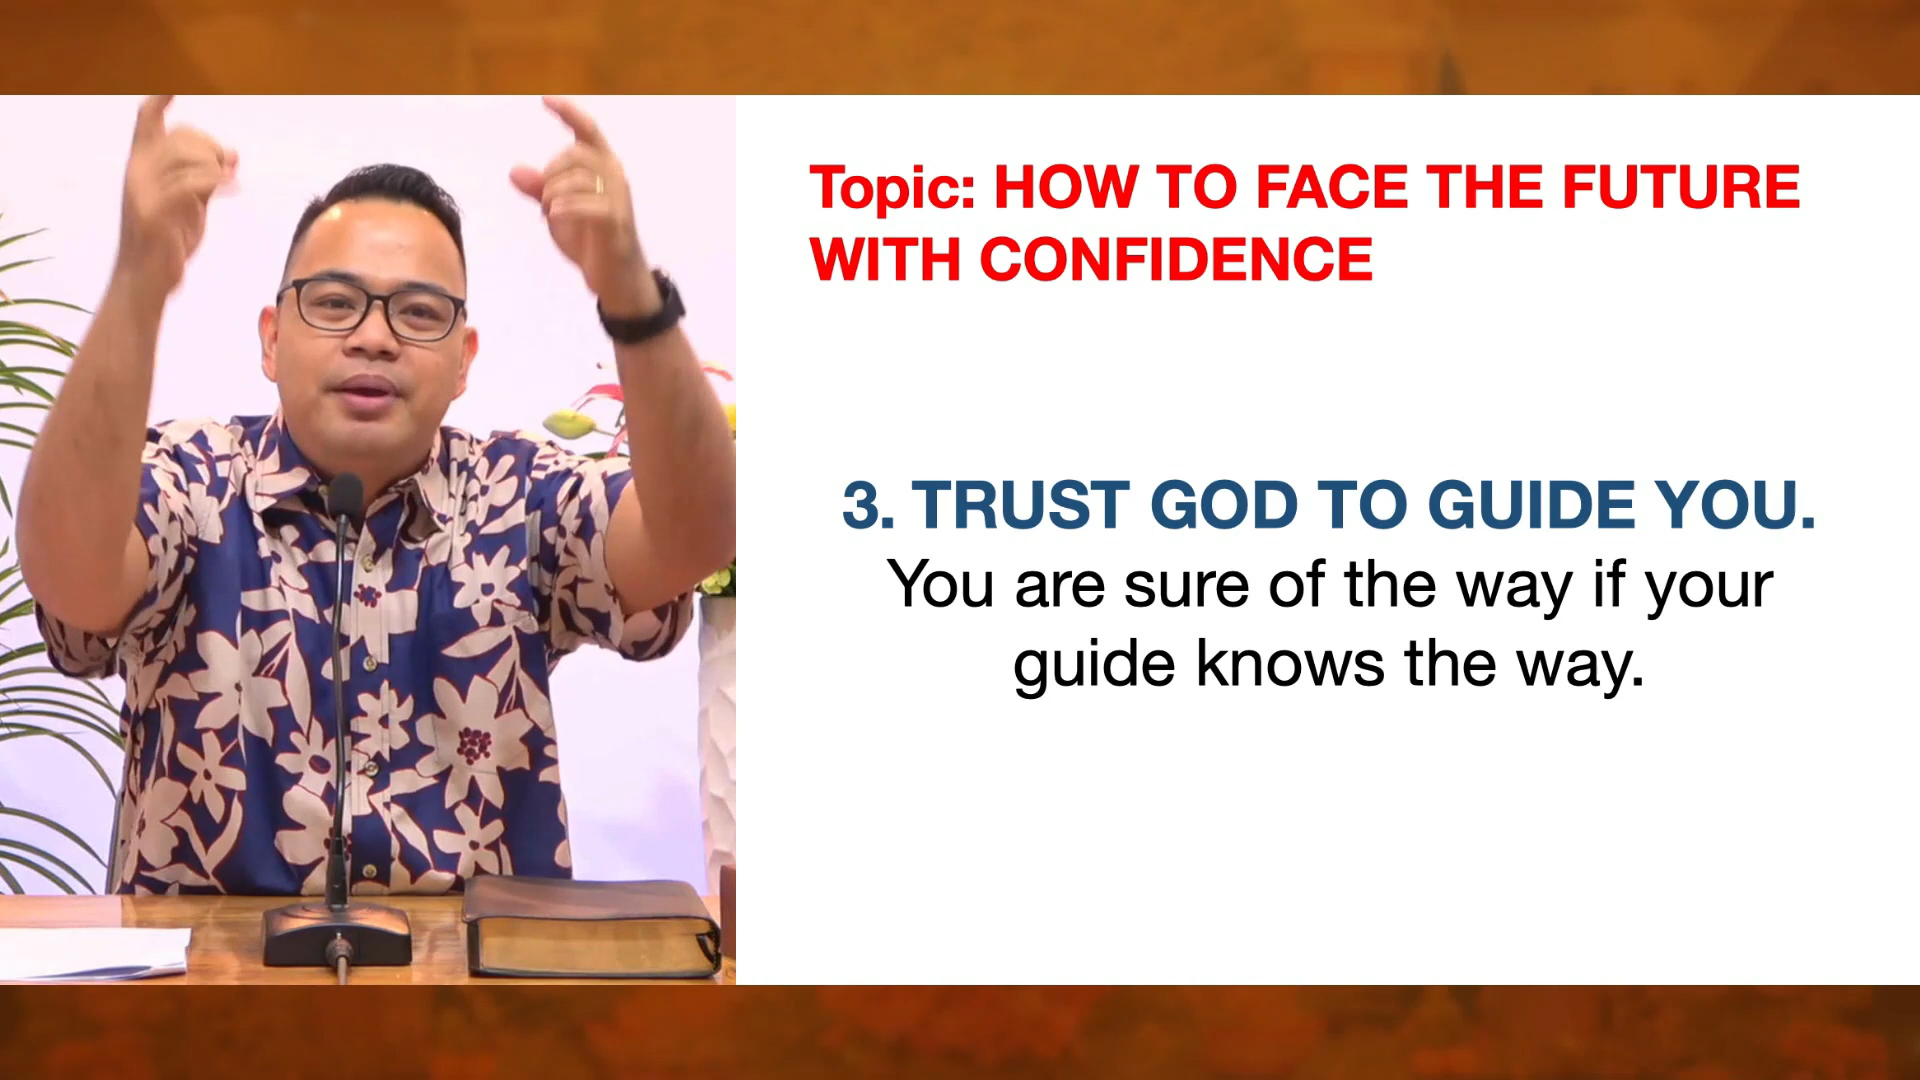 Topic: HOW TO FACE THE FUTURE
WITH CONFIDENCE
3. TRUST GOD TO GUIDE YOU.
You are sure of the way if your
guide knows the way.